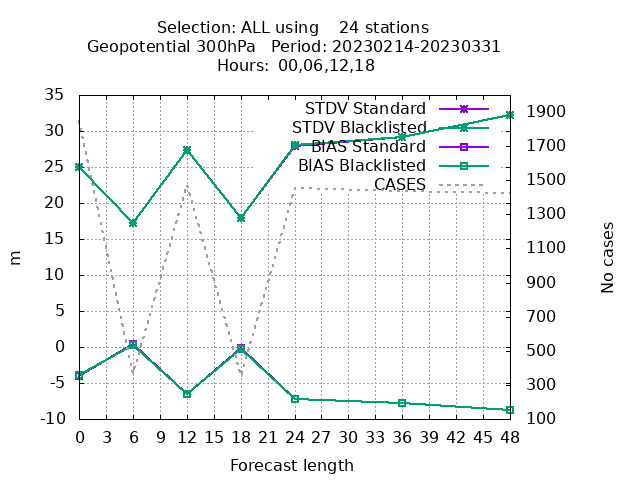 Selection: ALL using    24 stations
Geopotential 300hPa   Period: 20230214-20230331
Hours:  00,06,12,18
STDV Standard
STDV Blacklisted
BIAS Standard
BIAS Blacklisted
CASES
35
30
25
20
15
10
5
0
-5
-10
m
1900
1700
1500
1300
1100
900
700
500
300
100
No cases
0 3 6 9 12 15 18 21 24 27 30 33 36 39 42 45 48
Forecast length